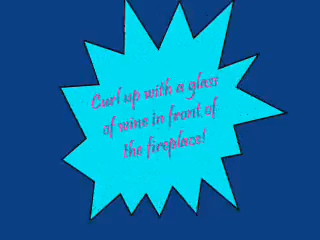 Curl up with a glass
of wine in front of
the fireplace!